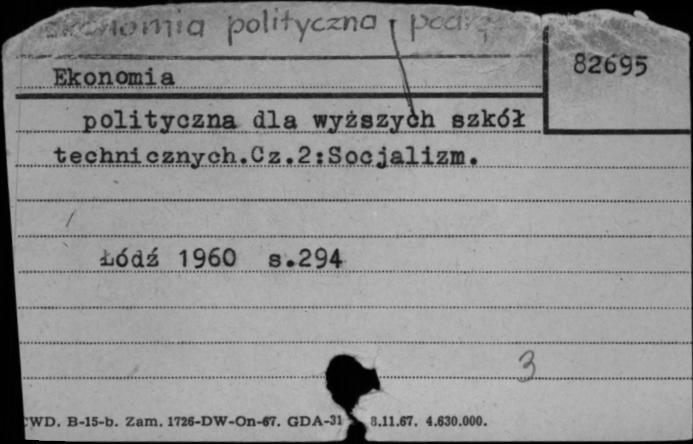 Ekonomia polityczna
82695
Ekonomia
polityczna dla wyższych szkół
technicznych.Cz.2:Socjalizm.
Łódź 1960 s.294
3
CWD. B-15-b. Zam. 1726-DW-On-67. GDA-31 8.11.67. 4.630.000.